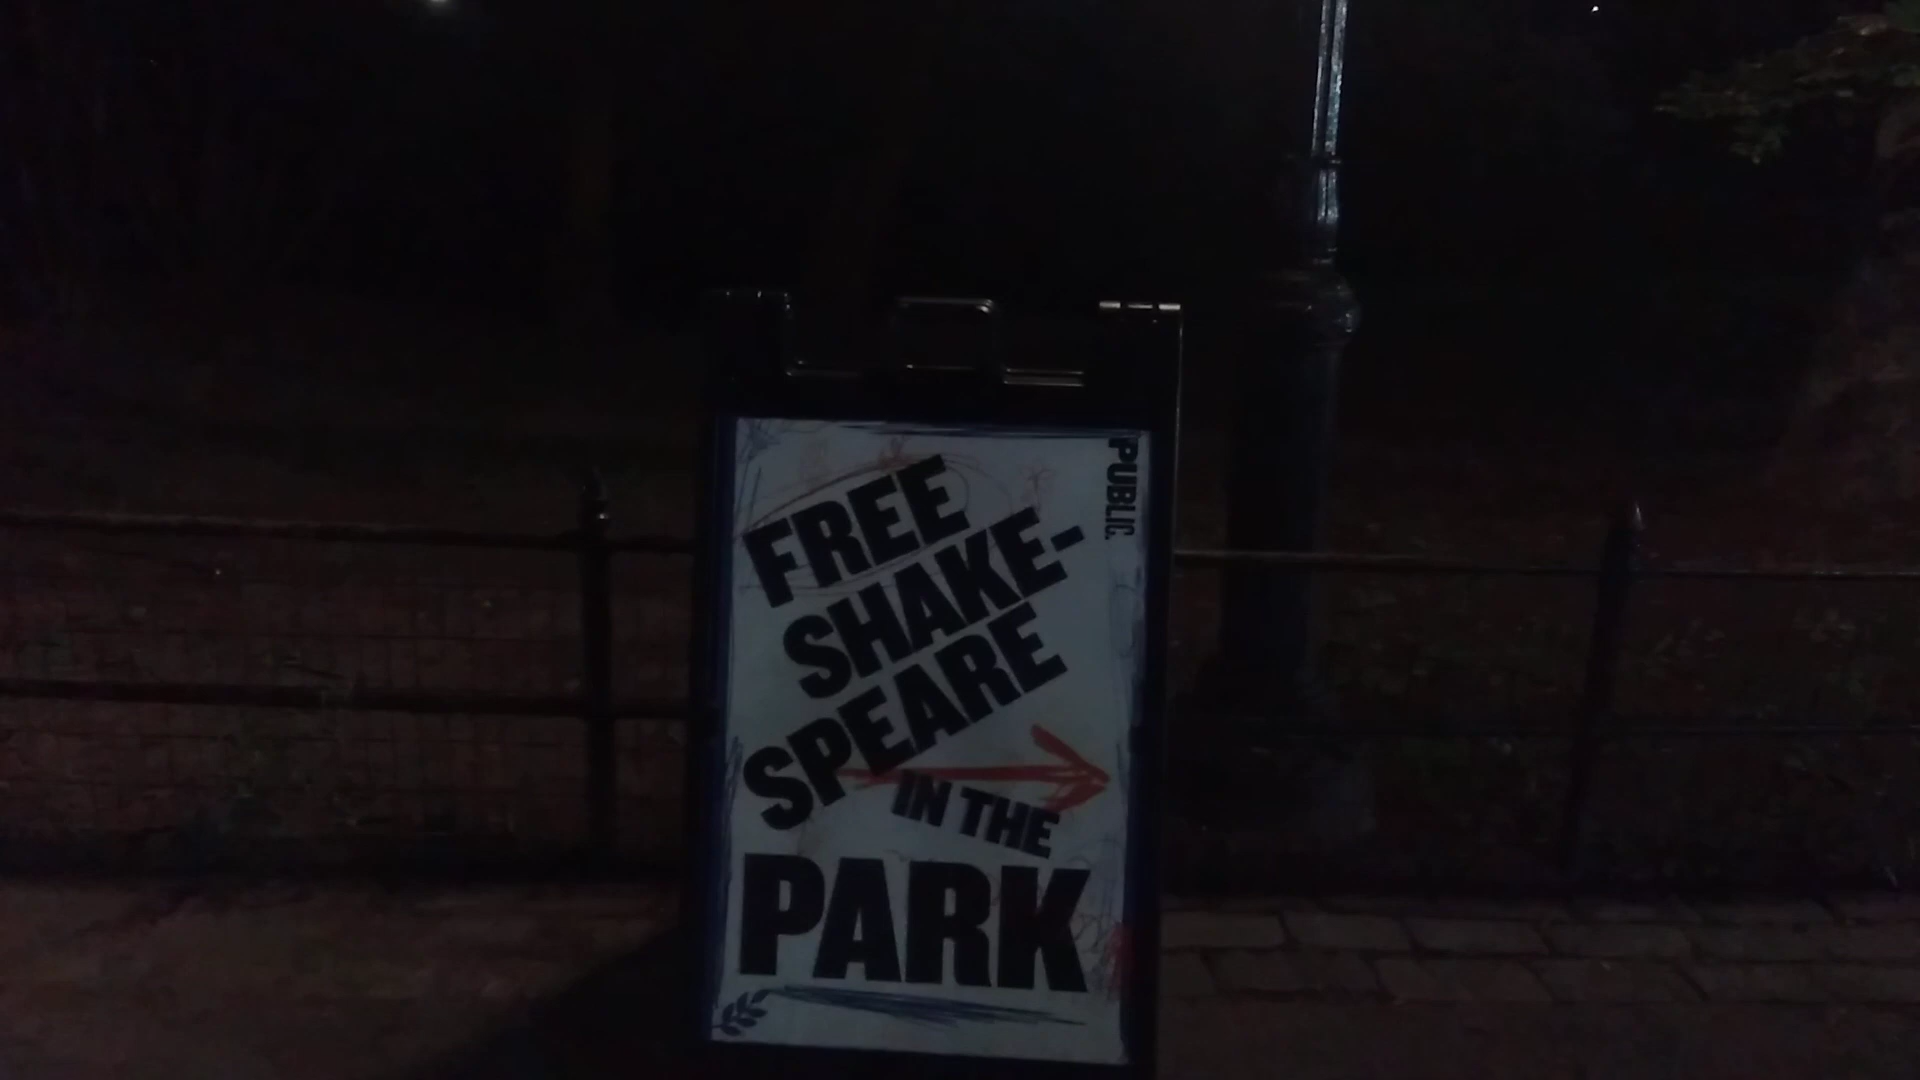 PUBLIC.
FREE
SHAKE-
SPEARE
IN THE
PARK